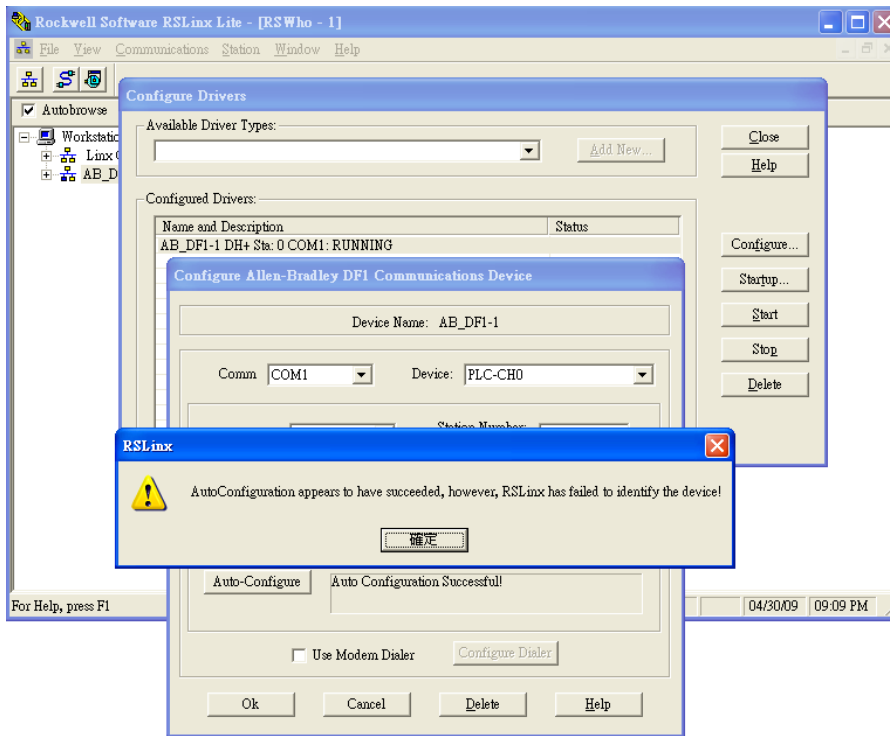 Rockwell Software RSLinx Lite - [RSWho - 1]
File View Communications Station Window Help
Autobrowse
Workstatio
Linx
AB_D
Configure Drivers
Available Driver Types:
Add New...
Close
Help
Configured Drivers:
Name and Description Status
AB_DF1-1 DH+ Sta: 0 COM1: RUNNING
Configure...
Startup...
Start
Stop
Delete
Configure Allen-Bradley DF1 Communications Device
Device Name: AB_DF1-1
Comm COM1 Device: PLC-CH0
Station Number:
RSLinx
AutoConfiguration appears to have succeeded, however, RSLinx has failed to identify the device!
確定
Auto-Configure Auto Configuration Successful!
Use Modem Dialer Configure Dialer
Ok Cancel Delete Help
For Help, press F1 04/30/09 09:09 PM